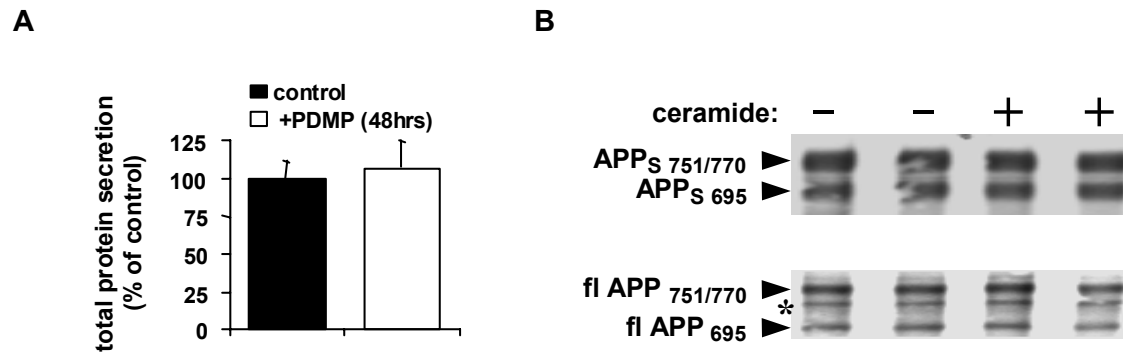 A
B
control
+PDMP (48hrs)
total protein secretion
(% of control)
125
100
75
50
25
0
ceramide: − − + +
APPS 751/770
APPS 695
fl APP 751/770
*
fl APP 695